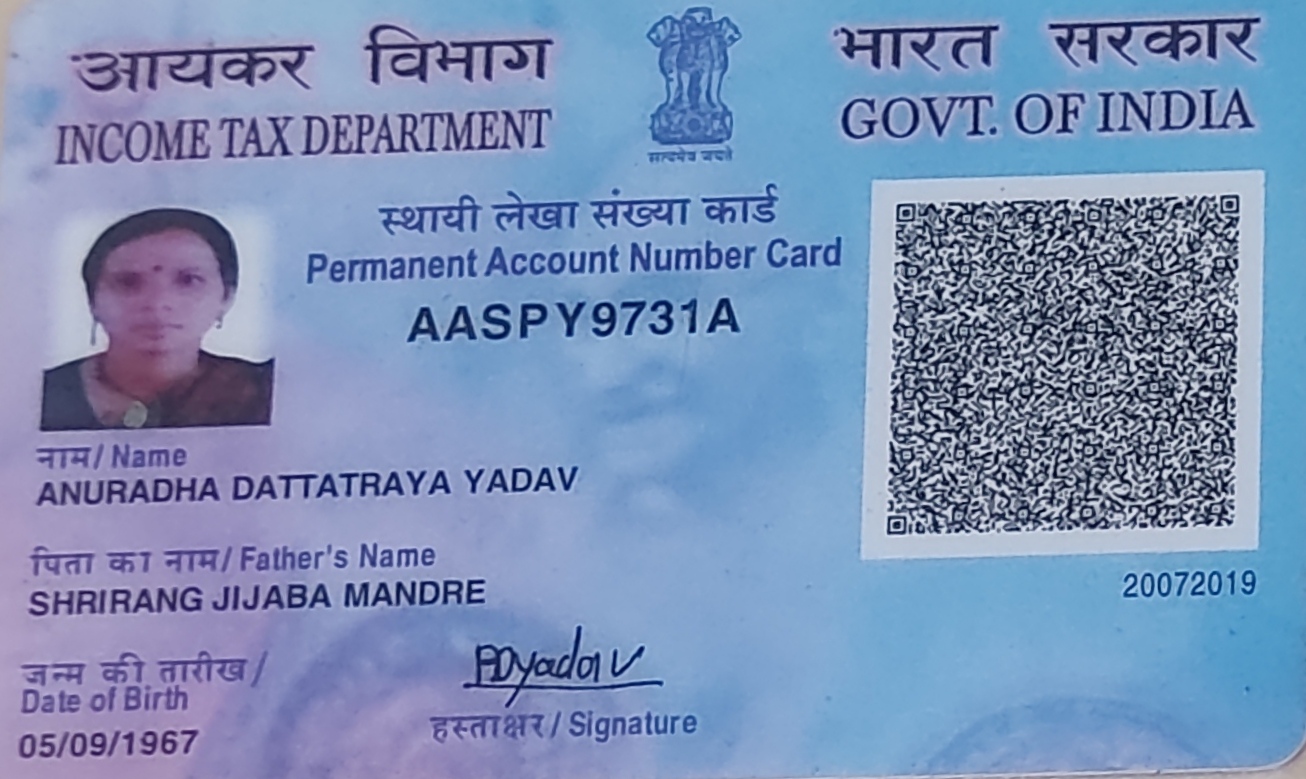 आयकर विभाग
INCOME TAX DEPARTMENT
सत्यमेव जयते
भारत सरकार
GOVT. OF INDIA
स्थायी लेखा संख्या कार्ड
Permanent Account Number Card
AASPY9731A
नाम/ Name
ANURADHA DATTATRAYA YADAV
पिता का नाम/ Father's Name
SHRIRANG JIJABA MANDRE
20072019
जन्म की तारीख/
Date of Birth
05/09/1967
ADyadav
हस्ताक्षर/ Signature